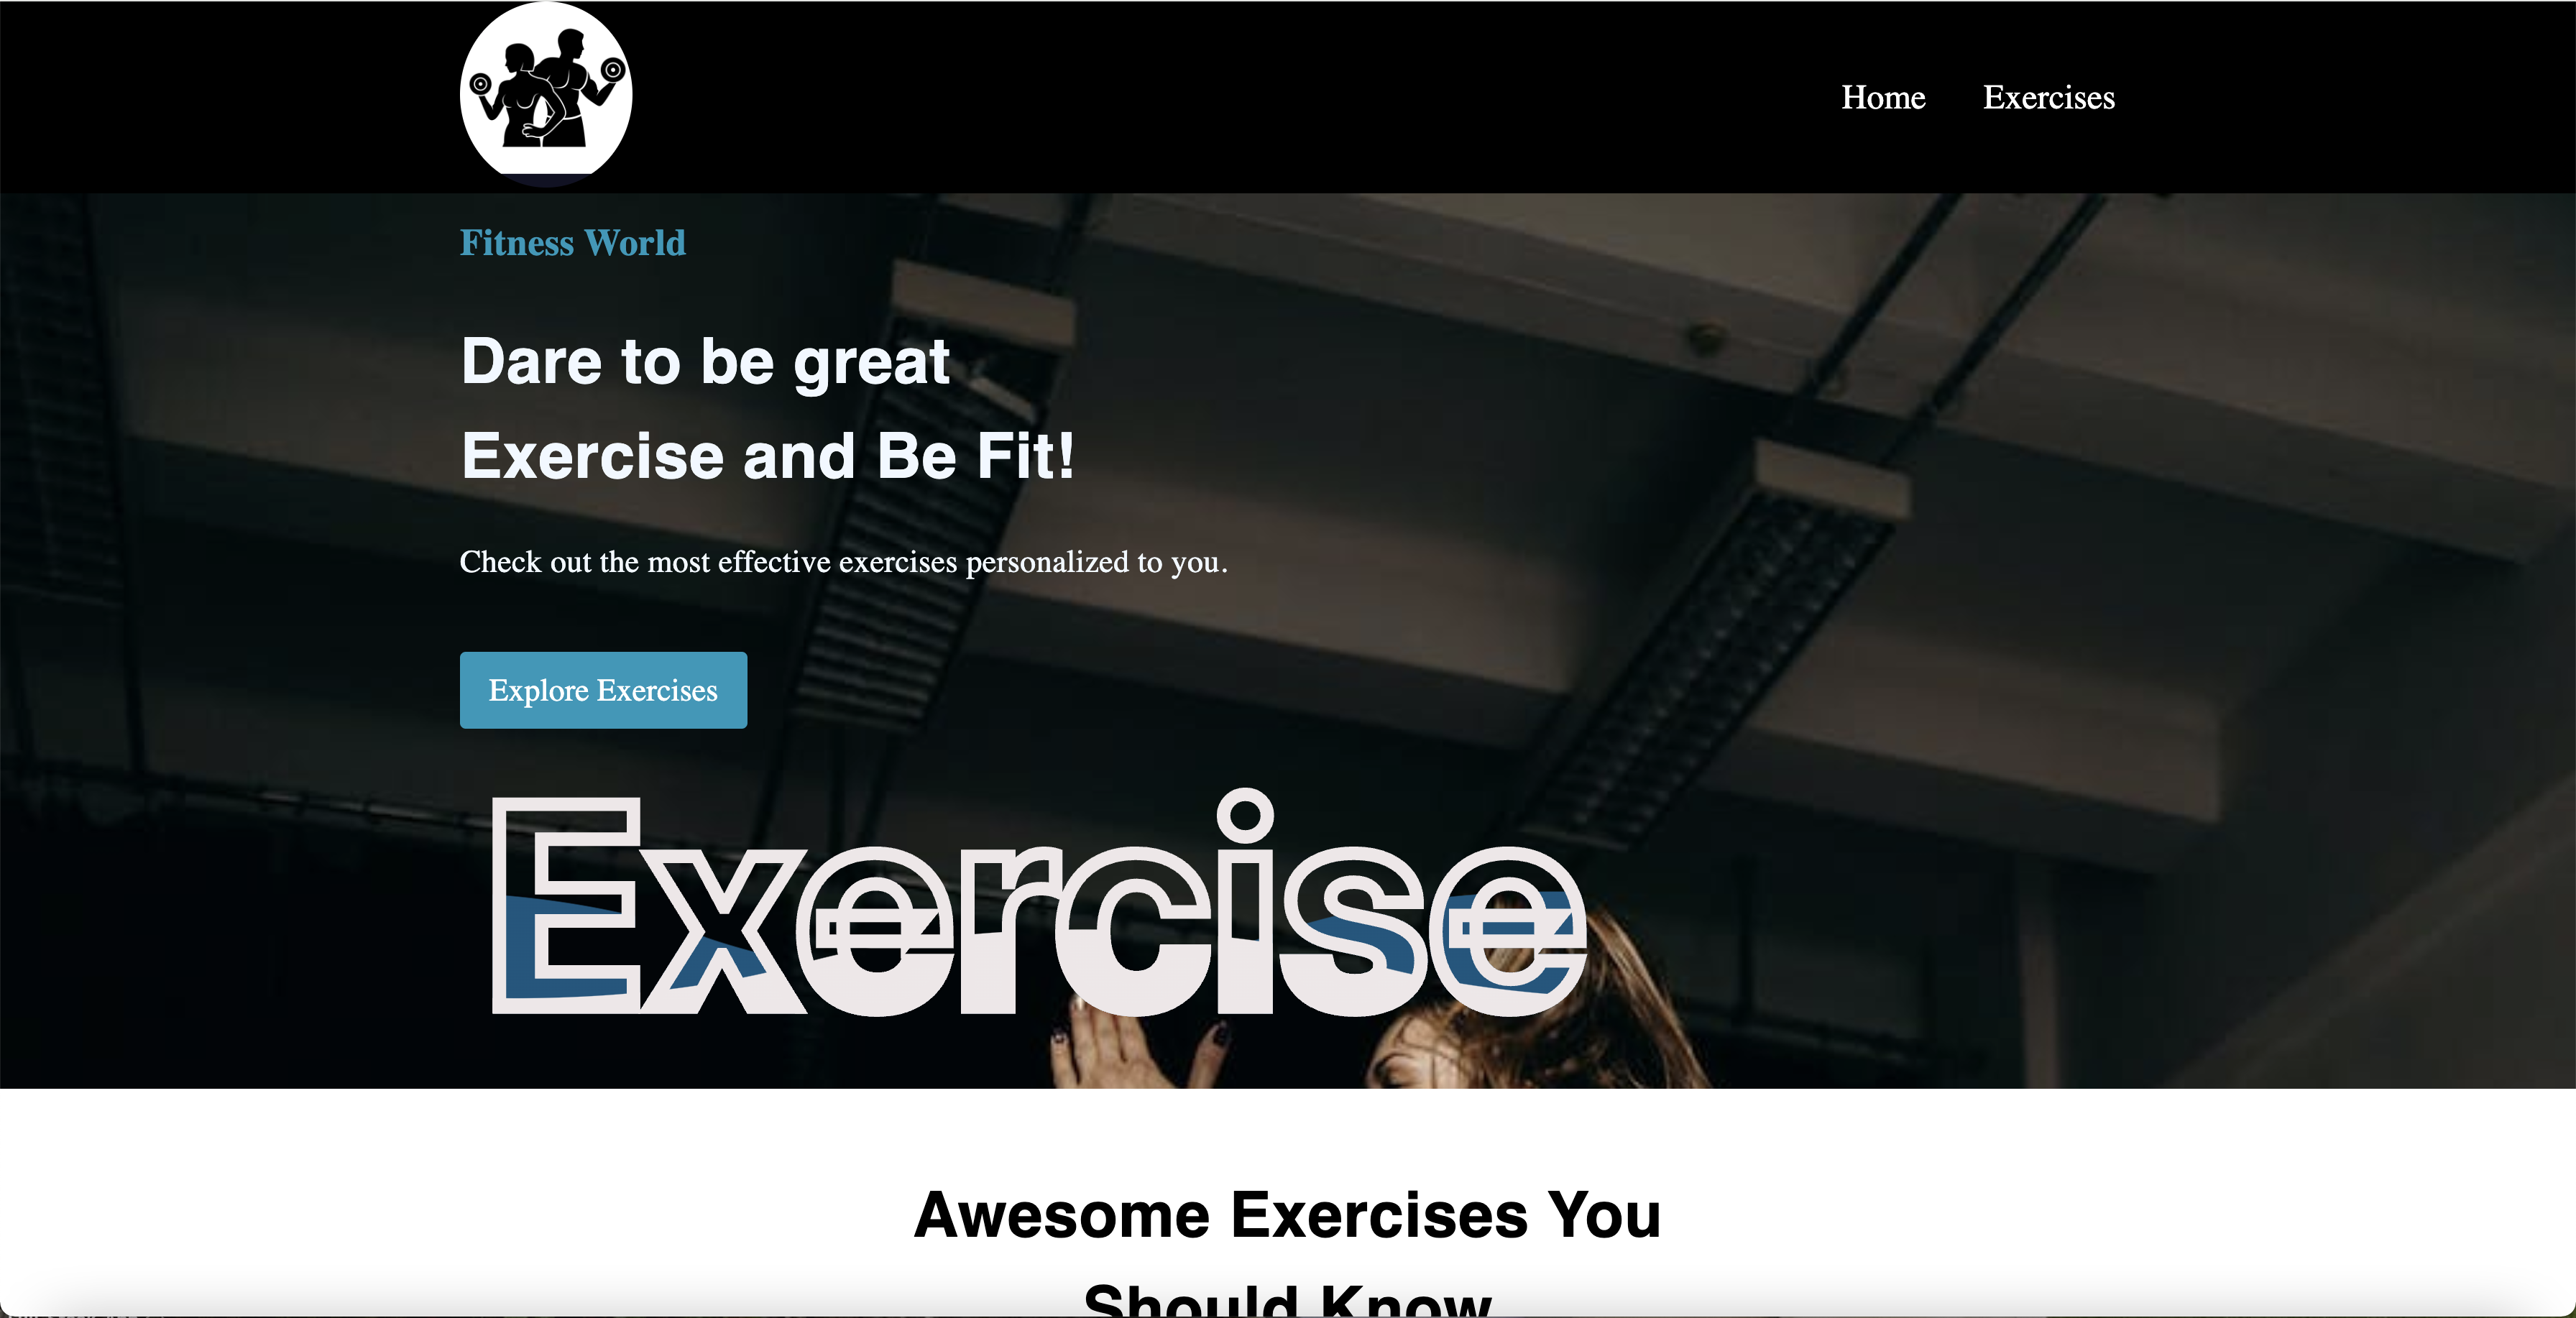 Home Exercises
Fitness World
Dare to be great
Exercise and Be Fit!
Check out the most effective exercises personalized to you.
Explore Exercises
Exercise
Awesome Exercises You
Should Know